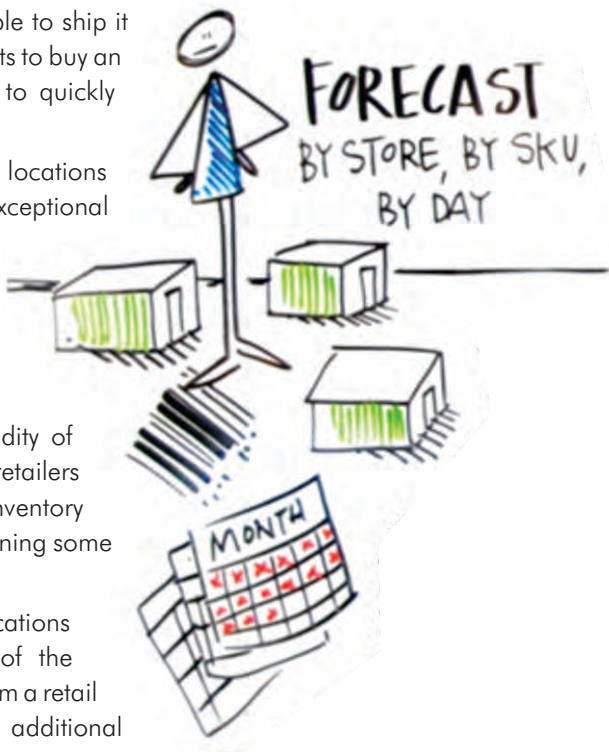 ple to ship it
ts to buy an
to quickly
locations
xceptional
FORECAST
BY STORE, BY SKU,
BY DAY
dity of
retailers
nventory
ning some
MONTH
cations
of the
m a retail
additional